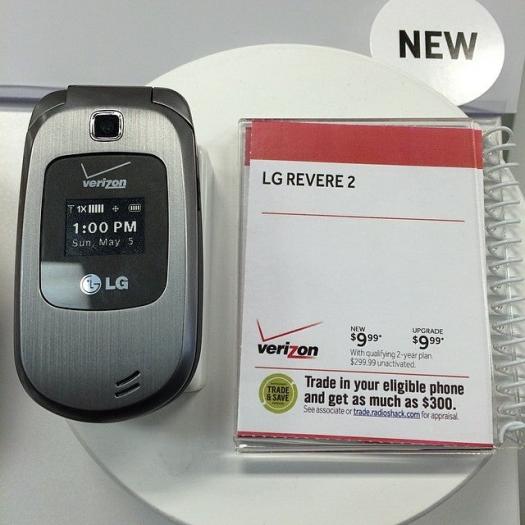 NEW
verizon
1X
1:00 PM
Sun, May 5
LG
LG REVERE 2
verizon
NEW
$9.99*
UPGRADE
$9.99*
With qualifying 2-year plan.
$299.99 unactivated.
TRADE
& SAVE
Trade in your eligible phone
and get as much as $300.
See associate or trade.radioshack.com for appraisal.